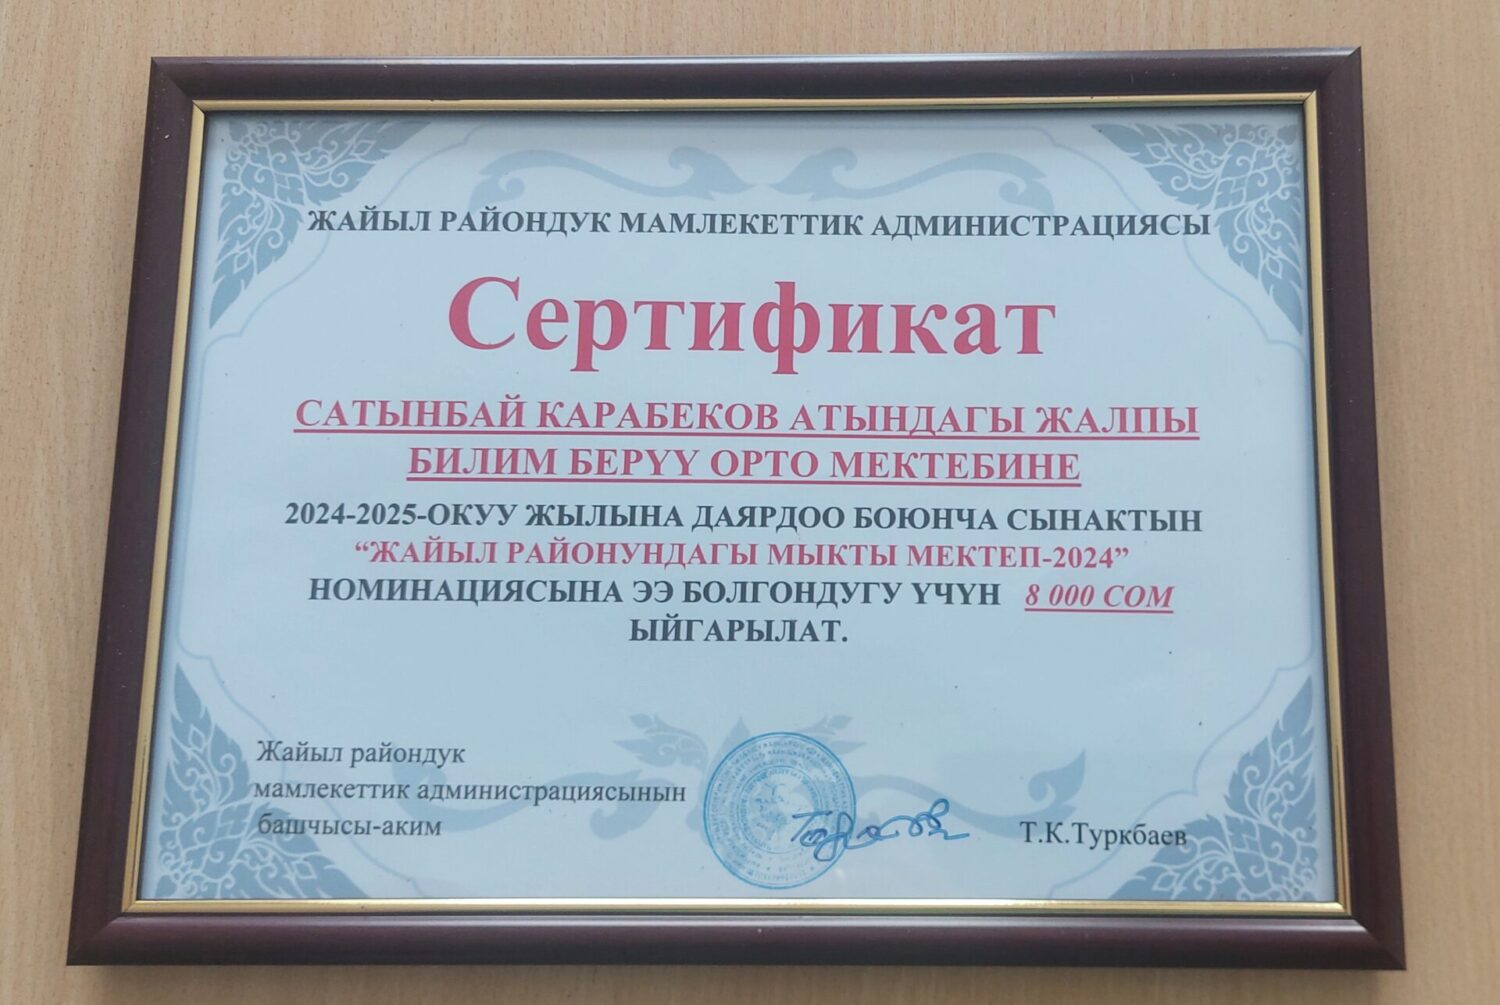 ЖАЙЫЛ РАЙОНДУК МАМЛЕКЕТТИК АДМИНИСТРАЦИЯСЫ
Сертификат
САТЫНБАЙ КАРАБЕКОВ АТЫНДАГЫ ЖАЛПЫ
БИЛИМ БЕРҮҮ ОРТО МЕКТЕБИНЕ
2024-2025-ОКУУ ЖЫЛЫНА ДАЯРДОО БОЮНЧА СЫНАКТЫН
“ЖАЙЫЛ РАЙОНУНДАГЫ МЫКТЫ МЕКТЕП-2024”
НОМИНАЦИЯСЫНА ЭЭ БОЛГОНДУГУ ҮЧҮН 8 000 СОМ
ЫЙГАРЫЛАТ.
Жайыл райондук
мамлекеттик администрациясынын
башчысы-аким
Т.К.Туркбаев